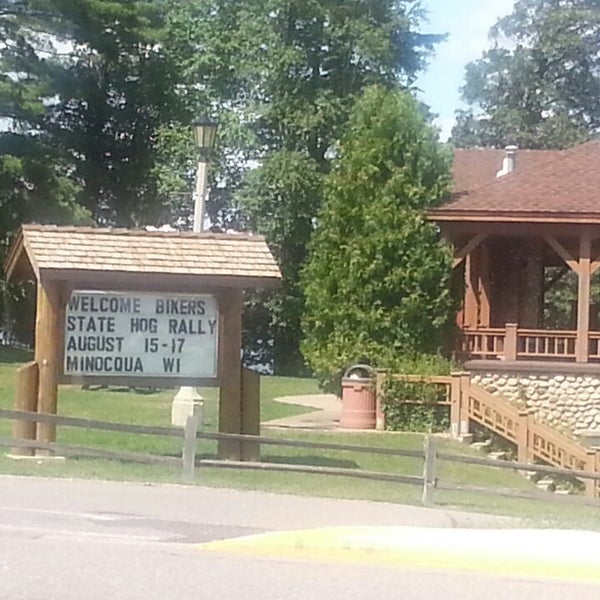 WELCOME BIKERS
STATE HOG RALLY
AUGUST 15-17
MINOCQUA WI